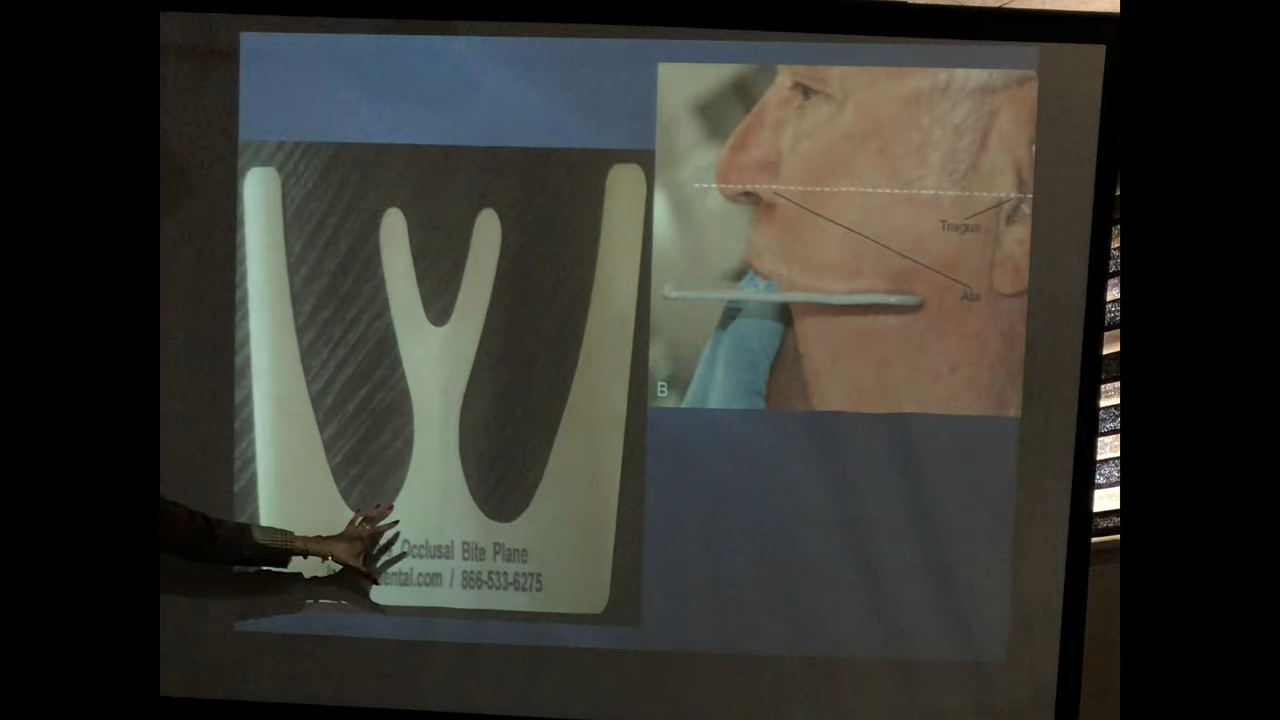 Occlusal Bite Plane
ental.com / 866-533-6275
Tragus
Ala
B